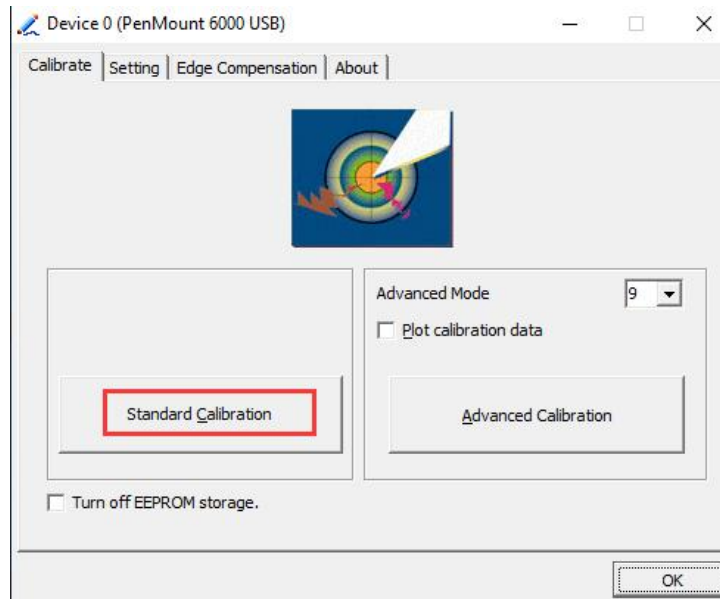 Device 0 (PenMount 6000 USB)
Calibrate Setting Edge Compensation About
Advanced Mode 9
Plot calibration data
Standard Calibration Advanced Calibration
Turn off EEPROM storage.
OK